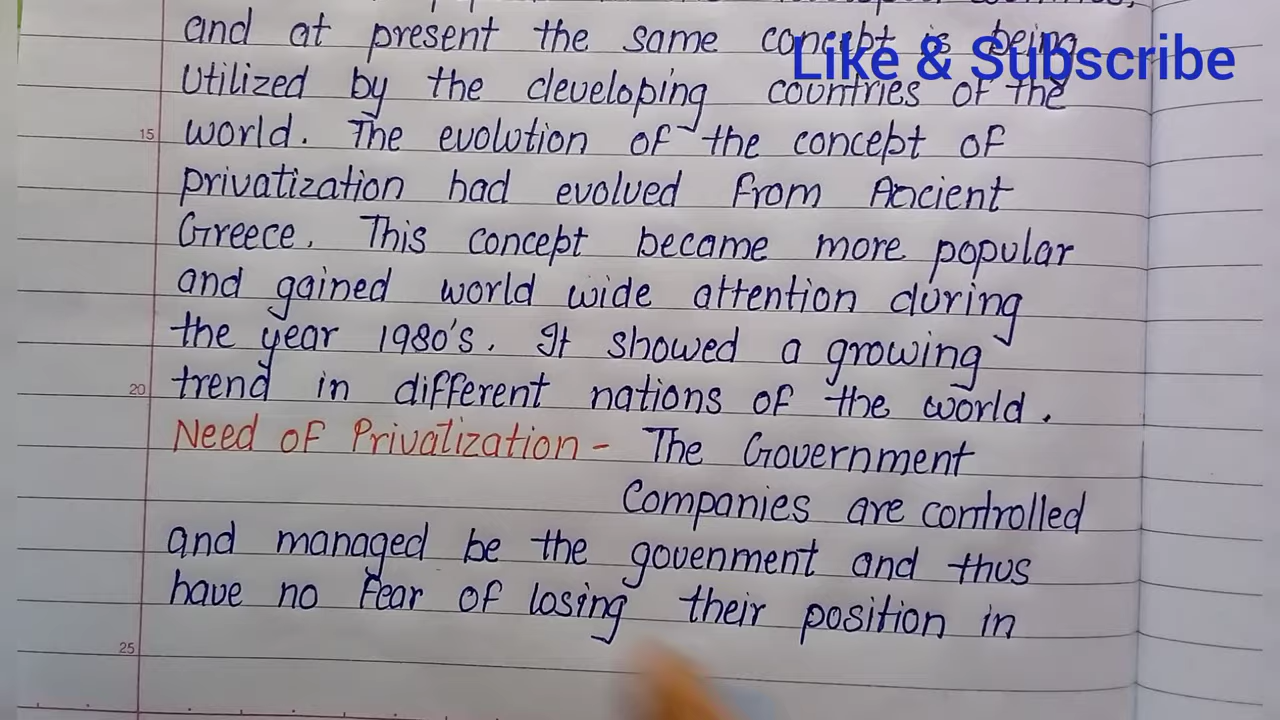 and at present the same concept is being
Like & Subscribe
Utilized by the developing countries of the
15
world. The evolution of the concept of
privatization had evolved from Ancient
Greece. This concept became more popular
and gained world wide attention during
the year 1980's. It showed a growing
20
trend in different nations of the world.
Need of Privatization - The Government
Companies are controlled
and managed be the govenment and thus
have no fear of losing their position in
25